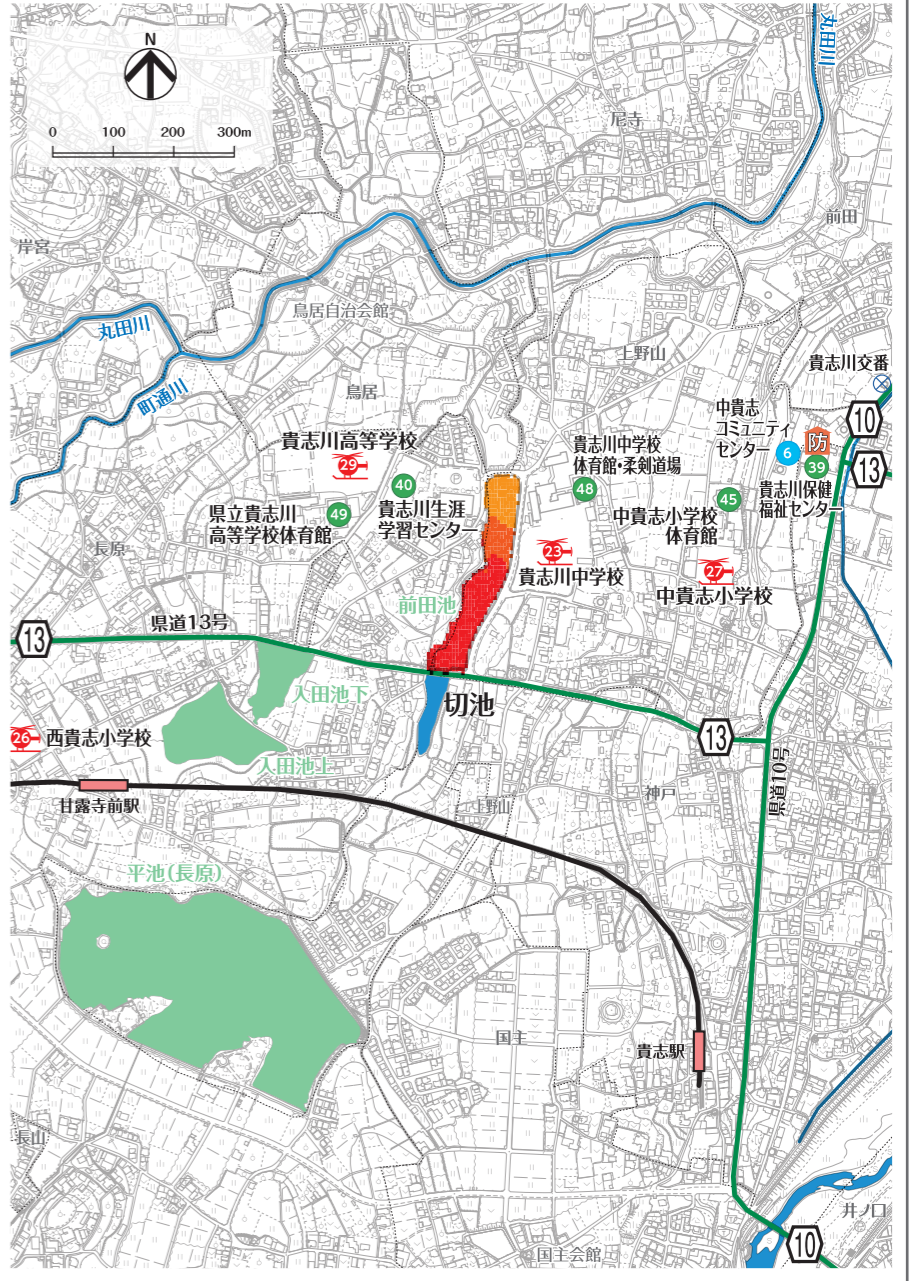 N
0 100 200 300m
丸田川
尼寺
前田
岸宮
鳥居自治会館
丸田川
町通川
上野山
貴志川交番
鳥居
中貴志
コミュニティ
センター
6
防
39
貴志川保健
福祉センター
10
13
貴志川高等学校
29
40
貴志川生涯
学習センター
貴志川中学校
体育館・柔剣道場
48
県立貴志川
高等学校体育館
49
45
中貴志小学校
体育館
長原
23
貴志川中学校
27
中貴志小学校
前田池
13
県道13号
入田池下
切池
13
26
西貴志小学校
入田池上
県道10号
神戸
甘露寺前駅
上野山
平池(長原)
国主
貴志駅
長山
井ノ口
10
国主会館